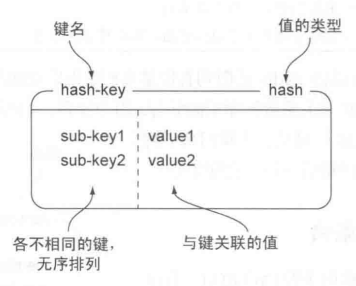 键名
值的类型
hash-key
hash
sub-key1 value1
sub-key2 value2
各不相同的键，
无序排列
与键关联的值